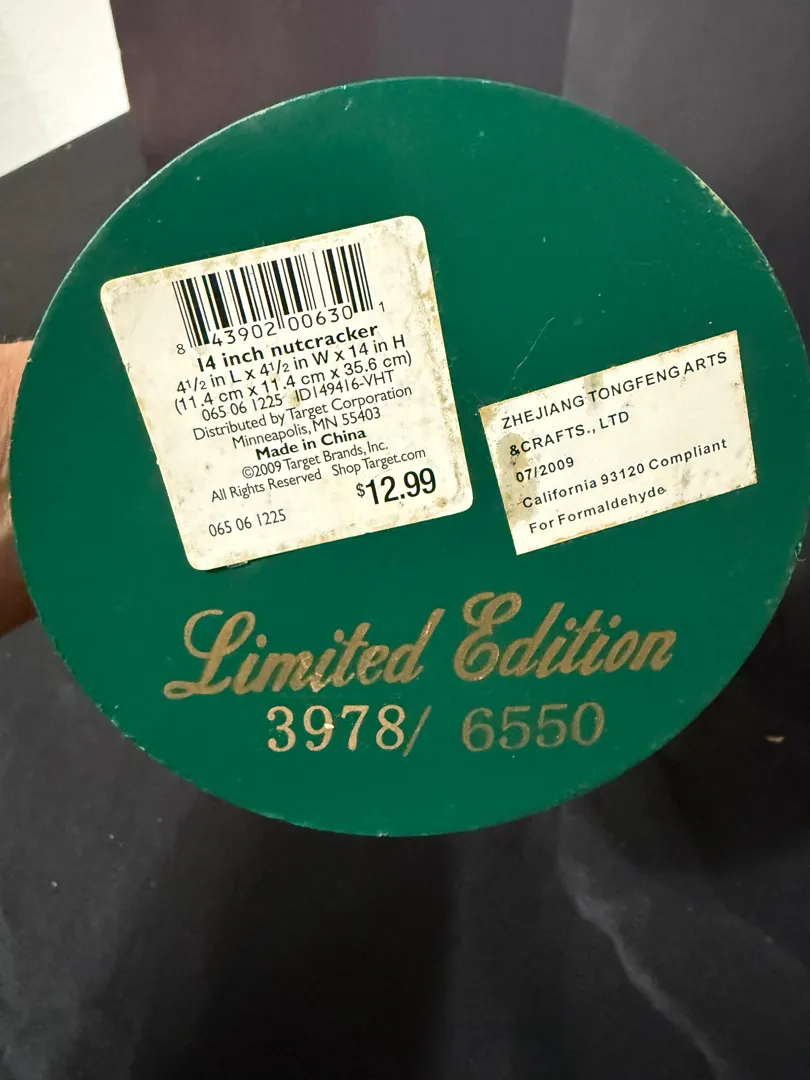 8 43902 00630 1
14 inch nutcracker
4 1/2 in L x 4 1/2 in W x 14 in H
(11.4 cm x 11.4 cm x 35.6 cm)
065 06 1225 ID149416-VHT
Distributed by Target Corporation
Minneapolis, MN 55403
Made in China
©2009 Target Brands, Inc.
All Rights Reserved Shop Target.com
$12.99
065 06 1225
ZHEJIANG TONGFENG ARTS
&CRAFTS., LTD
07/2009
California 93120 Compliant
For Formaldehyde
Limited Edition
3978/ 6550